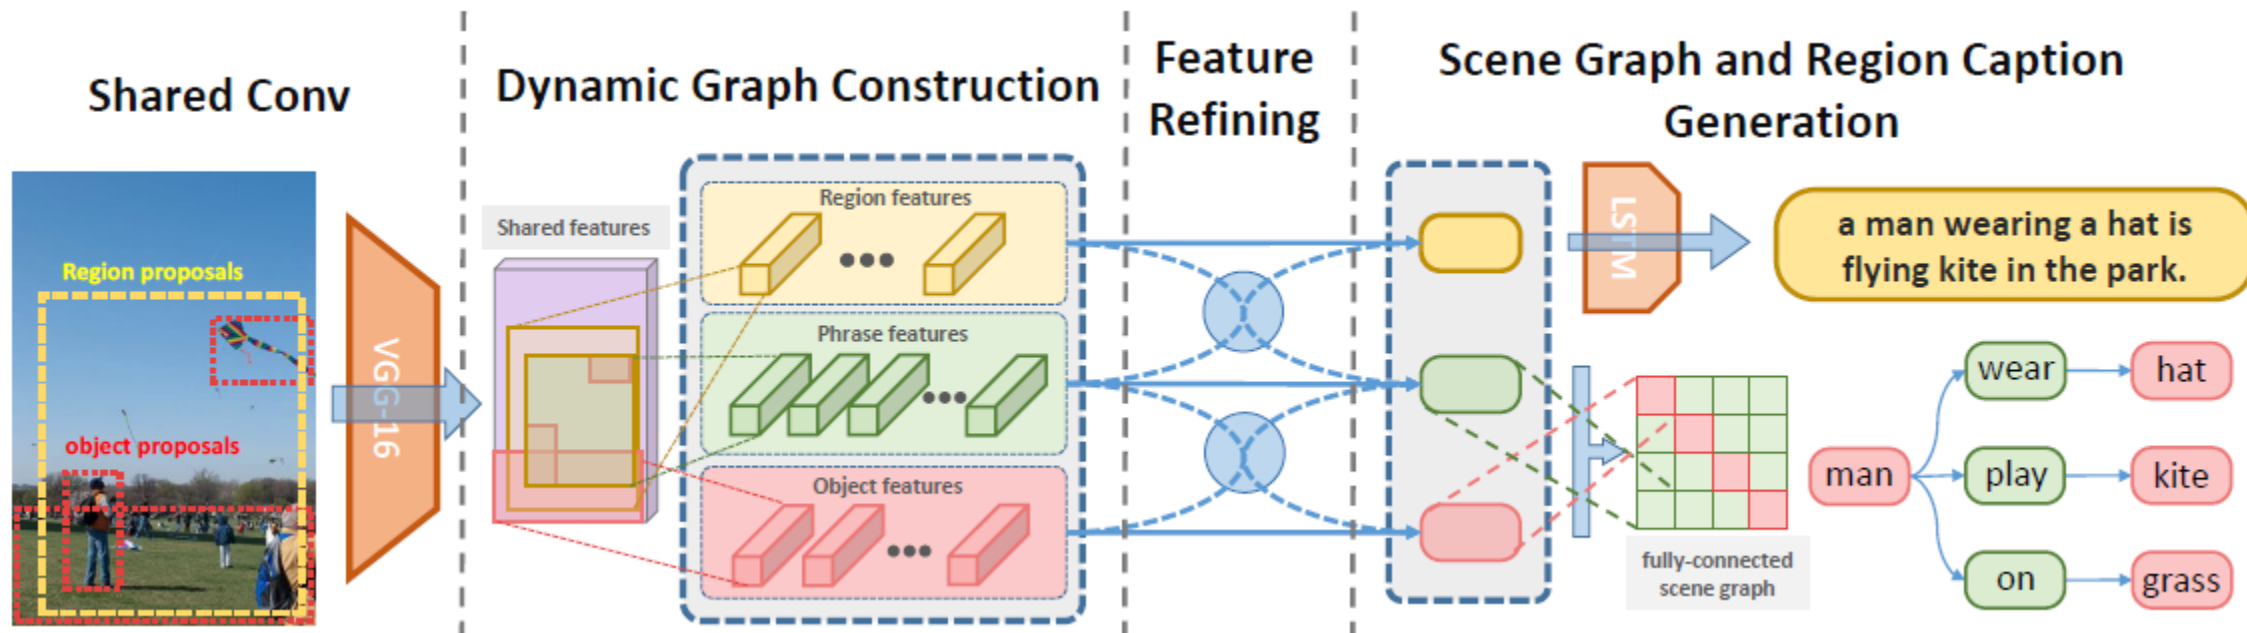 Shared Conv
Dynamic Graph Construction
Feature
Refining
Scene Graph and Region Caption
Generation
Region proposals
object proposals
VGG-16
Shared features
Region features
Phrase features
Object features
LSTM
a man wearing a hat is
flying kite in the park.
fully-connected
scene graph
man
wear
hat
play
kite
on
grass